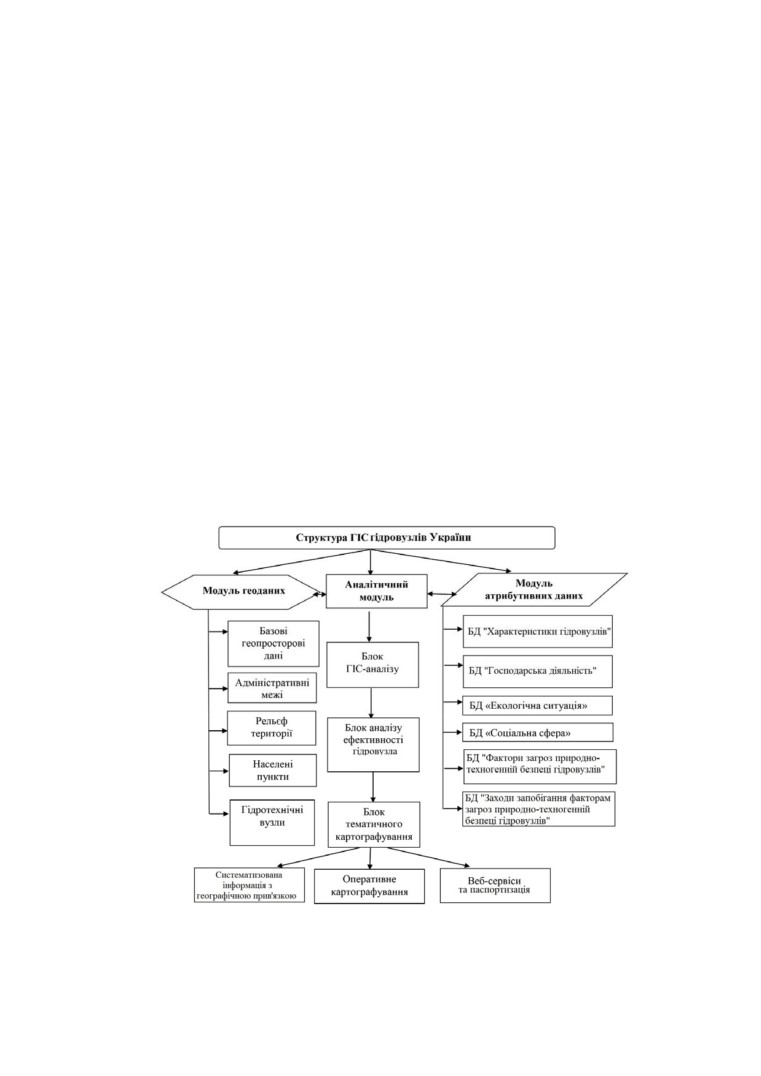 Структура ГІС гідровузлів України
Модуль геоданих
Аналітичний
модуль
Модуль
атрибутивних даних
Базові
геопросторові
дані
Адміністративні
межі
Рельєф
території
Населені
пункти
Гідротехнічні
вузли
Блок
ГІС-аналізу
Блок аналізу
ефективності
гідровузла
Блок
тематичного
картографування
БД "Характеристики гідровузлів"
БД "Господарська діяльність"
БД «Екологічна ситуація»
БД «Соціальна сфера»
БД "Фактори загроз природно-
техногенній безпеці гідровузлів"
БД "Заходи запобігання факторам
загроз природно-техногенній
безпеці гідровузлів"
Систематизована
інформація з
географічною прив'язкою
Оперативне
картографування
Веб-сервіси
та паспортизація